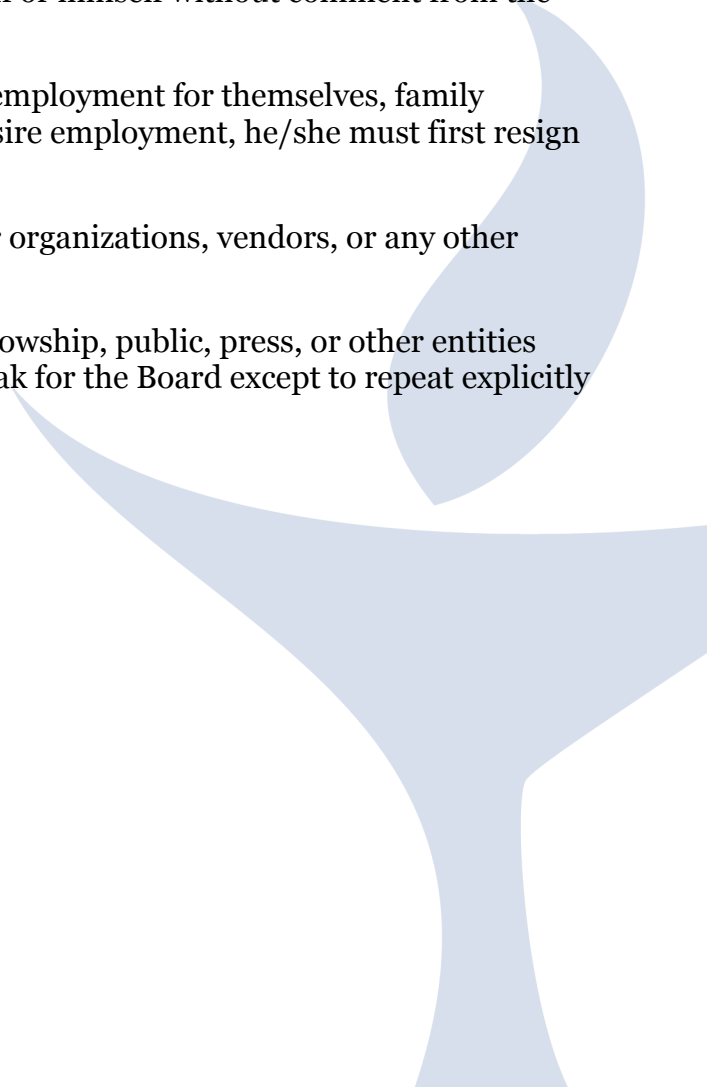 or himself without comment from the
employment for themselves, family
sire employment, he/she must first resign
organizations, vendors, or any other
owship, public, press, or other entities
ak for the Board except to repeat explicitly